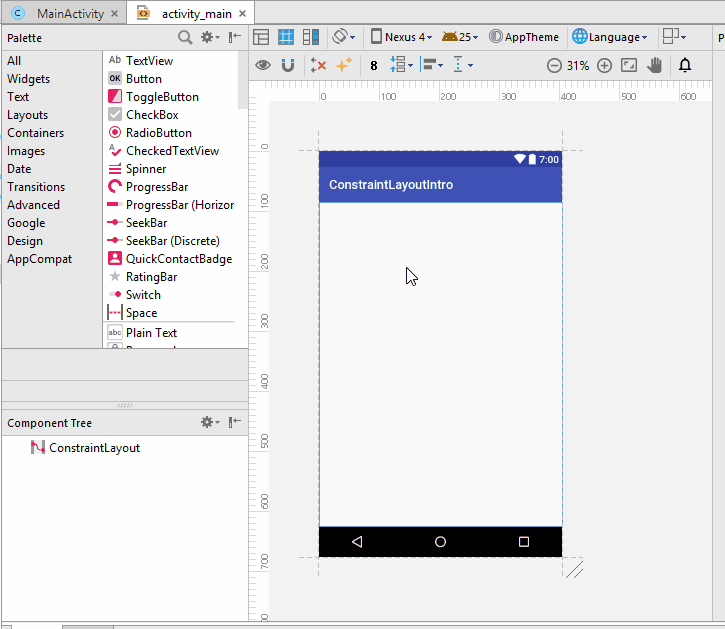 MainActivity
activity_main
Palette
Nexus 4
25
AppTheme
Language
8
31%
All
Widgets
Text
Layouts
Containers
Images
Date
Transitions
Advanced
Google
Design
AppCompat
Ab TextView
OK Button
ToggleButton
CheckBox
RadioButton
CheckedTextView
Spinner
ProgressBar
ProgressBar (Horizor
SeekBar
SeekBar (Discrete)
QuickContactBadge
RatingBar
Switch
Space
abc Plain Text
Component Tree
ConstraintLayout
0 100 200 300 400 500 600
0
100
200
300
400
500
600
700
7:00
ConstraintLayoutIntro